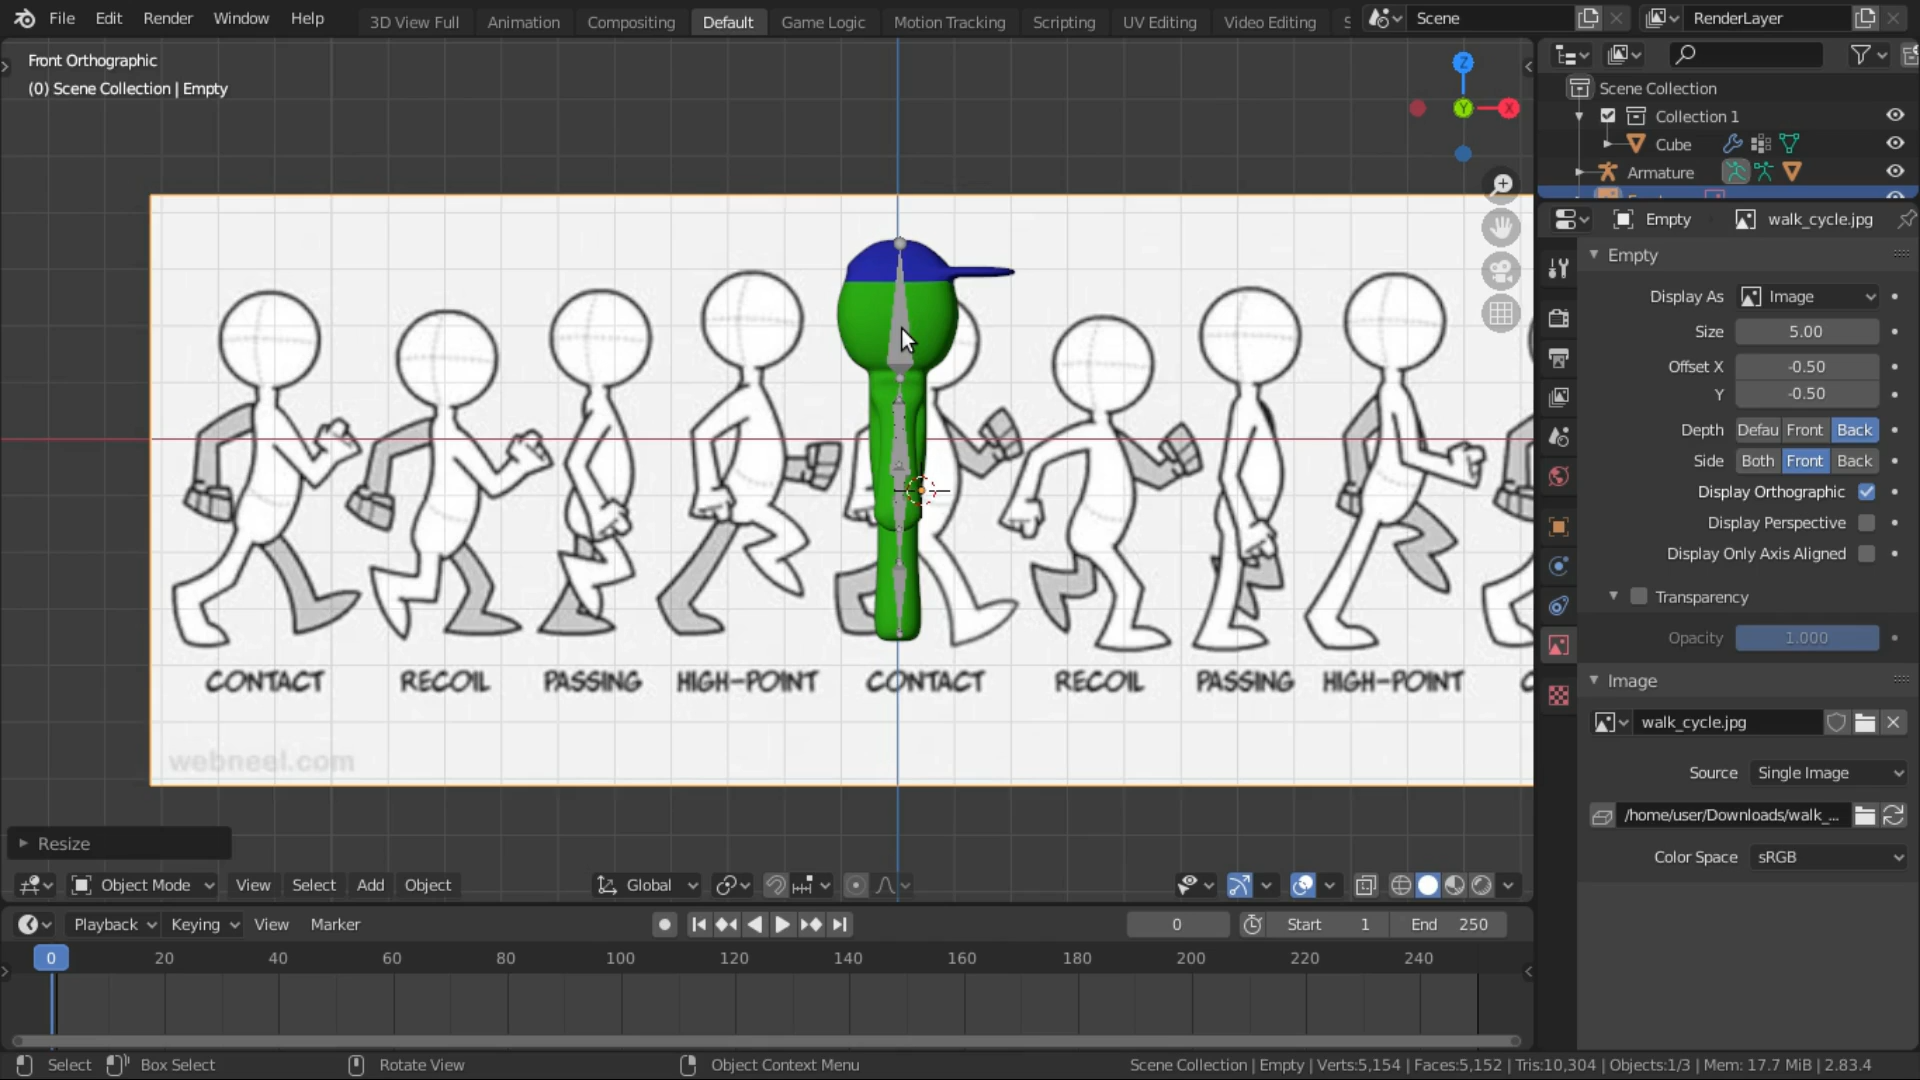 File Edit Render Window Help
3D View Full Animation Compositing Default Game Logic Motion Tracking Scripting UV Editing Video Editing
Scene
RenderLayer
Front Orthographic
(0) Scene Collection | Empty
Z
Y
X
Scene Collection
Collection 1
Cube
Armature
Empty walk_cycle.jpg
Empty
Display As Image
Size 5.00
Offset X -0.50
Y -0.50
Depth Defau Front Back
Side Both Front Back
Display Orthographic
Display Perspective
Display Only Axis Aligned
Transparency
Opacity 1.000
Image
walk_cycle.jpg
Source Single Image
/home/user/Downloads/walk_...
Color Space sRGB
CONTACT RECOIL PASSING HIGH-POINT CONTACT RECOIL PASSING HIGH-POINT C
webneel.com
Resize
Object Mode View Select Add Object Global
Playback Keying View Marker 0 Start 1 End 250
0 20 40 60 80 100 120 140 160 180 200 220 240
Select Box Select Rotate View Object Context Menu
Scene Collection | Empty | Verts:5,154 | Faces:5,152 | Tris:10,304 | Objects:1/3 | Mem: 17.7 MiB | 2.83.4